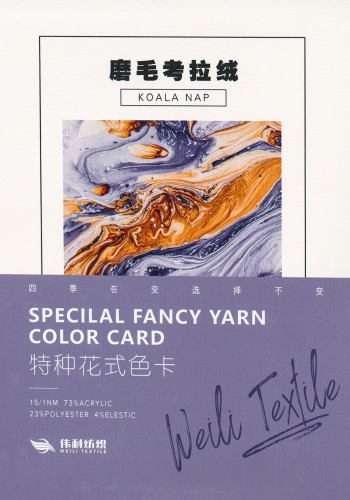 磨毛考拉绒
KOALA NAP
四季在变选择不变
SPECILAL FANCY YARN
COLOR CARD
特种花式色卡
15/1NM 73%ACRYLIC
23%POLYESTER 4%ELESTIC
Weili Textile
伟利纺织
WEILI TEXTILE